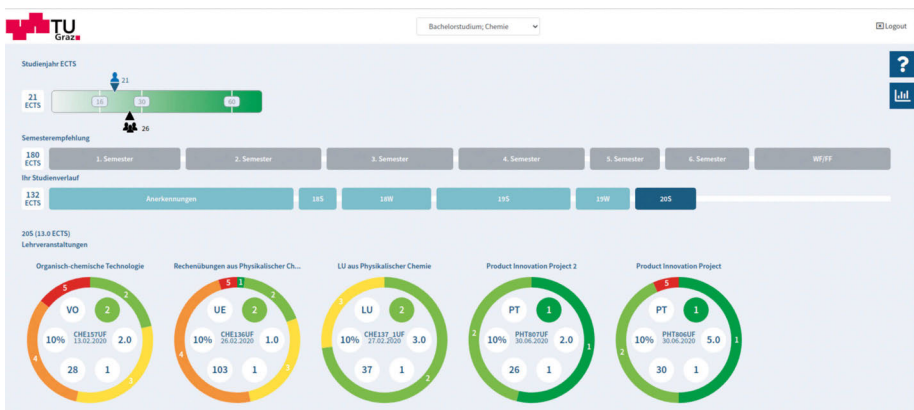 TU
Graz
Bachelorstudium; Chemie
Logout
Studienjahr ECTS
?
21
21
ECTS
16
30
60
26
Semesterempfehlung
180
ECTS
1. Semester
2. Semester
3. Semester
4. Semester
5. Semester
6. Semester
WF/FF
Ihr Studienverlauf
132
ECTS
Anerkennungen
18S
18W
19S
19W
20S
20S (13.0 ECTS)
Lehrveranstaltungen
Organisch-chemische Technologie
5
2
3
4
VO
2
10%
CHE157UF
13.02.2020
2.0
28
1
Rechenübungen aus Physikalischer Ch...
5
1
2
3
4
UE
2
10%
CHE136UF
26.02.2020
1.0
103
1
LU aus Physikalischer Chemie
3
2
LU
2
10%
CHE137_1UF
27.02.2020
3.0
37
1
Product Innovation Project 2
2
1
PT
1
10%
PHT807UF
30.06.2020
2.0
26
1
Product Innovation Project
5
2
1
PT
1
10%
PHT806UF
30.06.2020
5.0
30
1